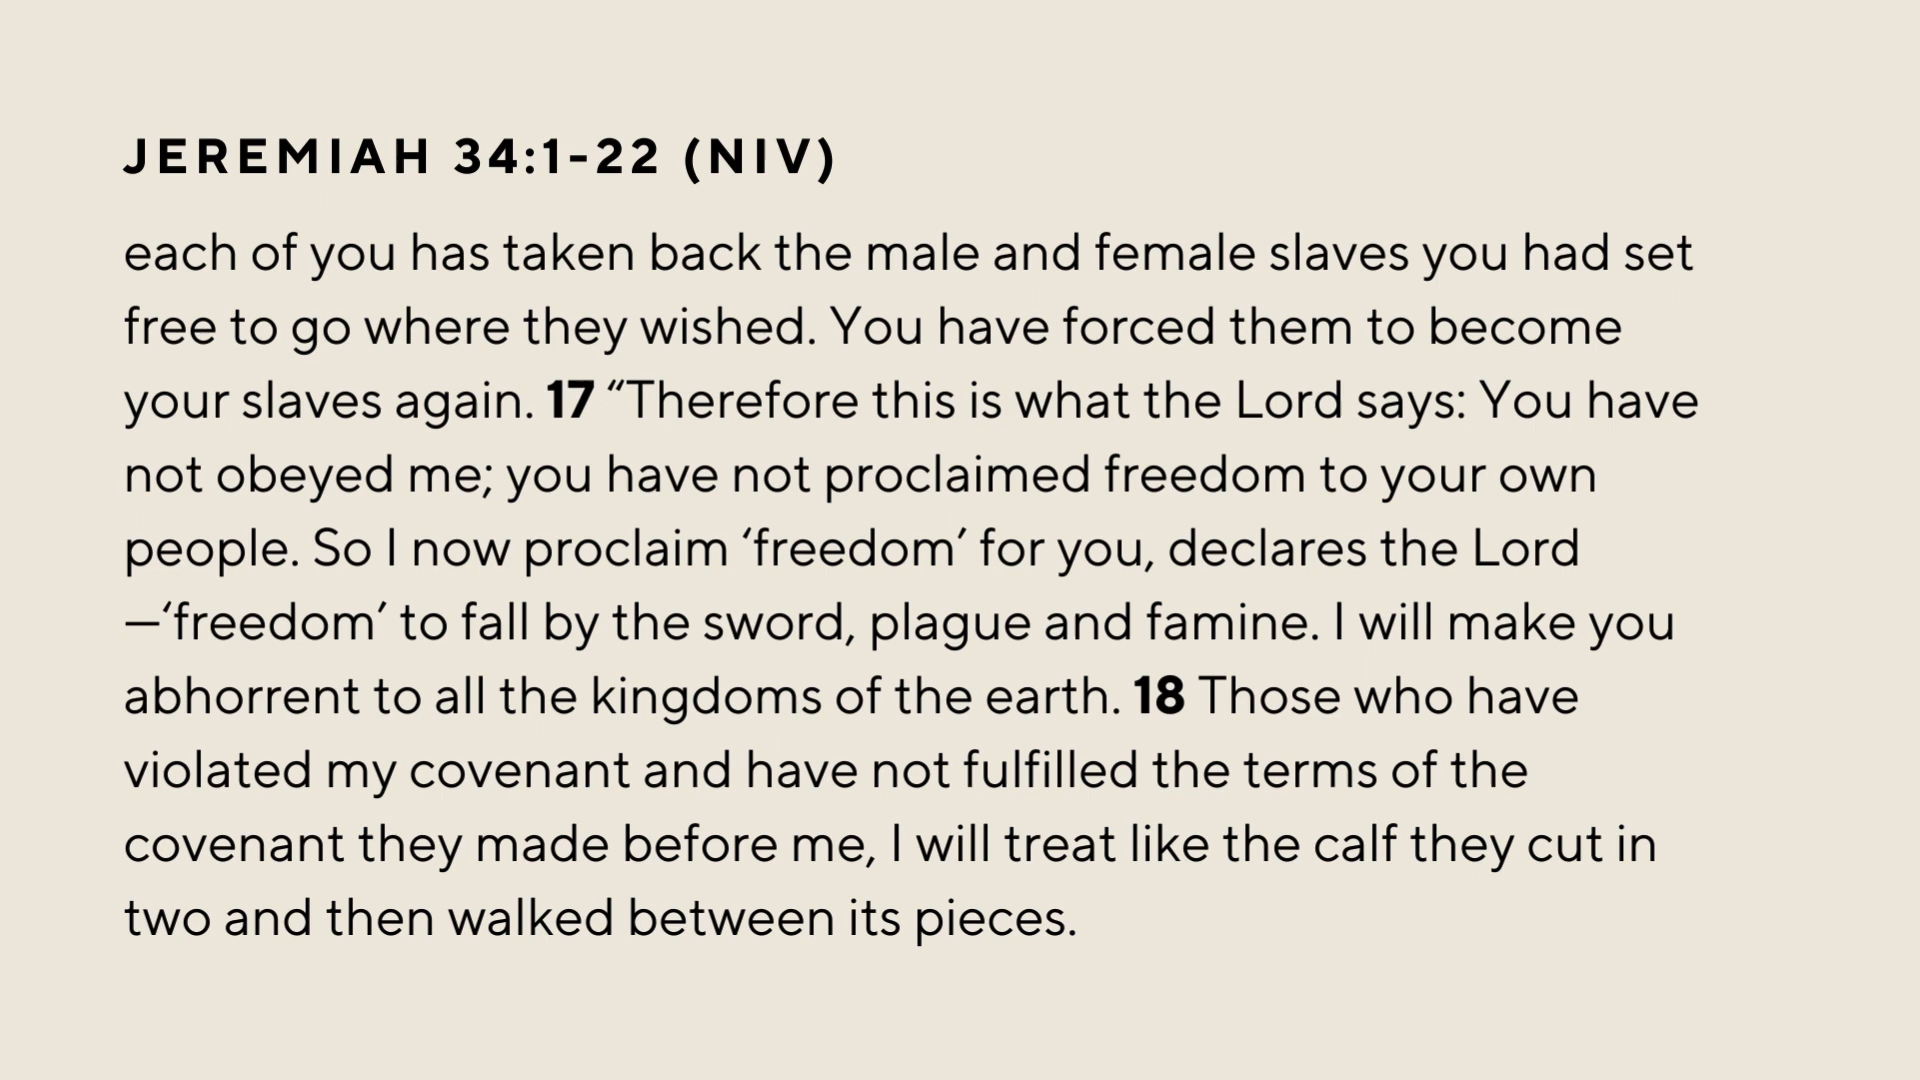 JEREMIAH 34:1-22 (NIV)
each of you has taken back the male and female slaves you had set
free to go where they wished. You have forced them to become
your slaves again. 17 “Therefore this is what the Lord says: You have
not obeyed me; you have not proclaimed freedom to your own
people. So I now proclaim ‘freedom’ for you, declares the Lord
—‘freedom’ to fall by the sword, plague and famine. I will make you
abhorrent to all the kingdoms of the earth. 18 Those who have
violated my covenant and have not fulfilled the terms of the
covenant they made before me, I will treat like the calf they cut in
two and then walked between its pieces.